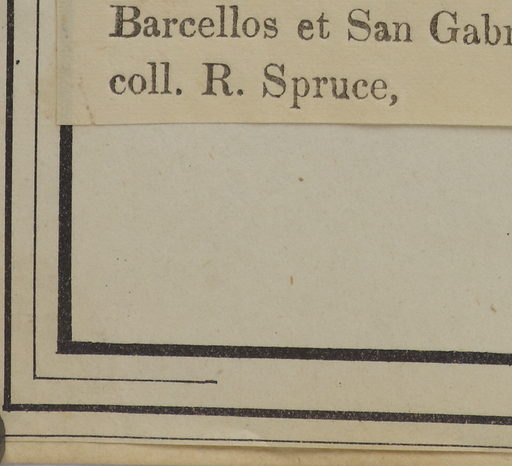 Barcellos et San Gabr
coll. R. Spruce,